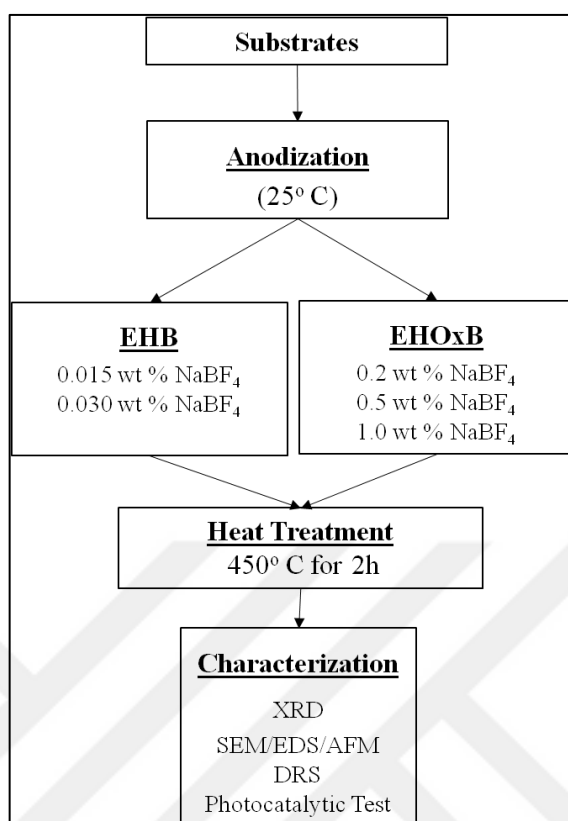 Substrates
Anodization
(25° C)
EHB
0.015 wt % NaBF₄
0.030 wt % NaBF₄
EHOxB
0.2 wt % NaBF₄
0.5 wt % NaBF₄
1.0 wt % NaBF₄
Heat Treatment
450° C for 2h
Characterization
XRD
SEM/EDS/AFM
DRS
Photocatalytic Test